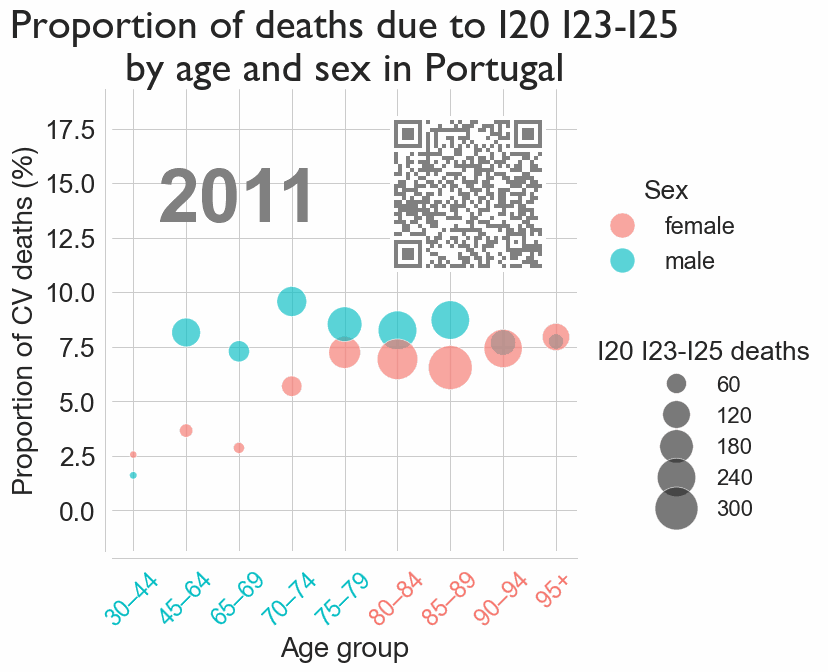 Proportion of deaths due to I20 I23-I25
by age and sex in Portugal
Proportion of CV deaths (%)
17.5
15.0
12.5
10.0
7.5
5.0
2.5
0.0
2011
Sex
female
male
I20 I23-I25 deaths
60
120
180
240
300
30–44
45–64
65–69
70–74
75–79
80–84
85–89
90–94
95+
Age group